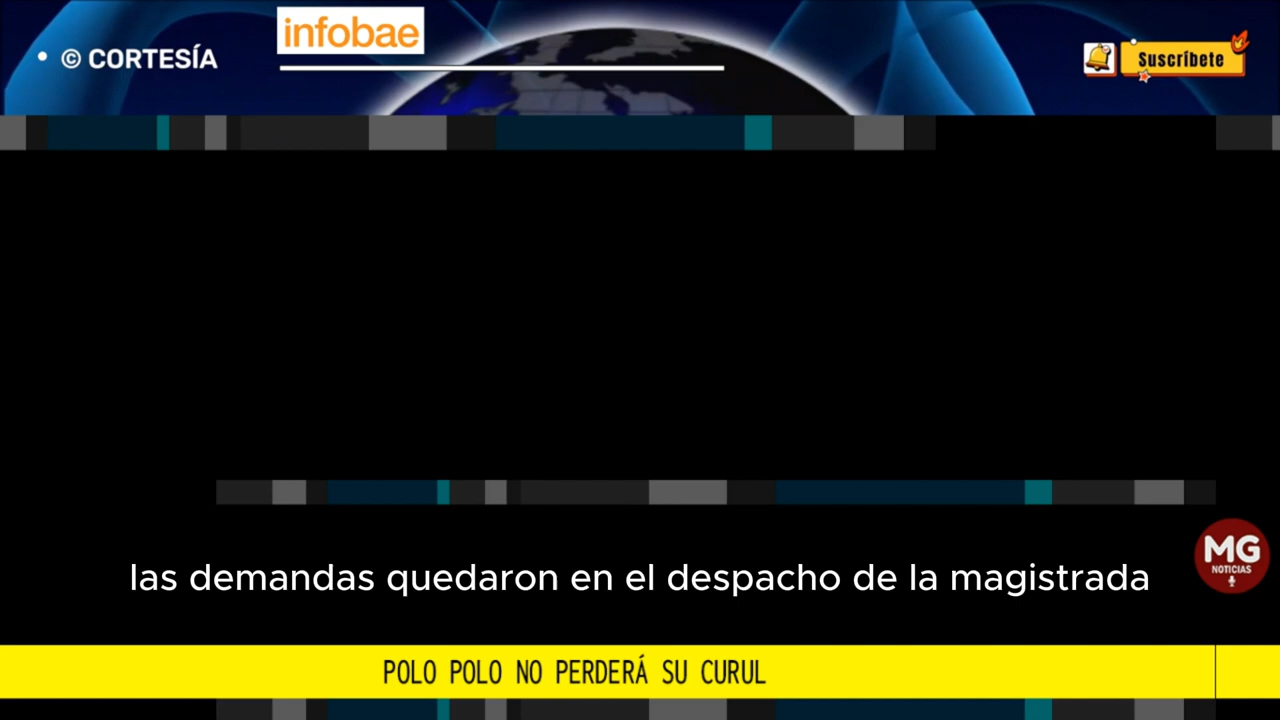 • © CORTESÍA
infobae
Suscríbete
las demandas quedaron en el despacho de la magistrada
MG
NOTICIAS
POLO POLO NO PERDERÁ SU CURUL